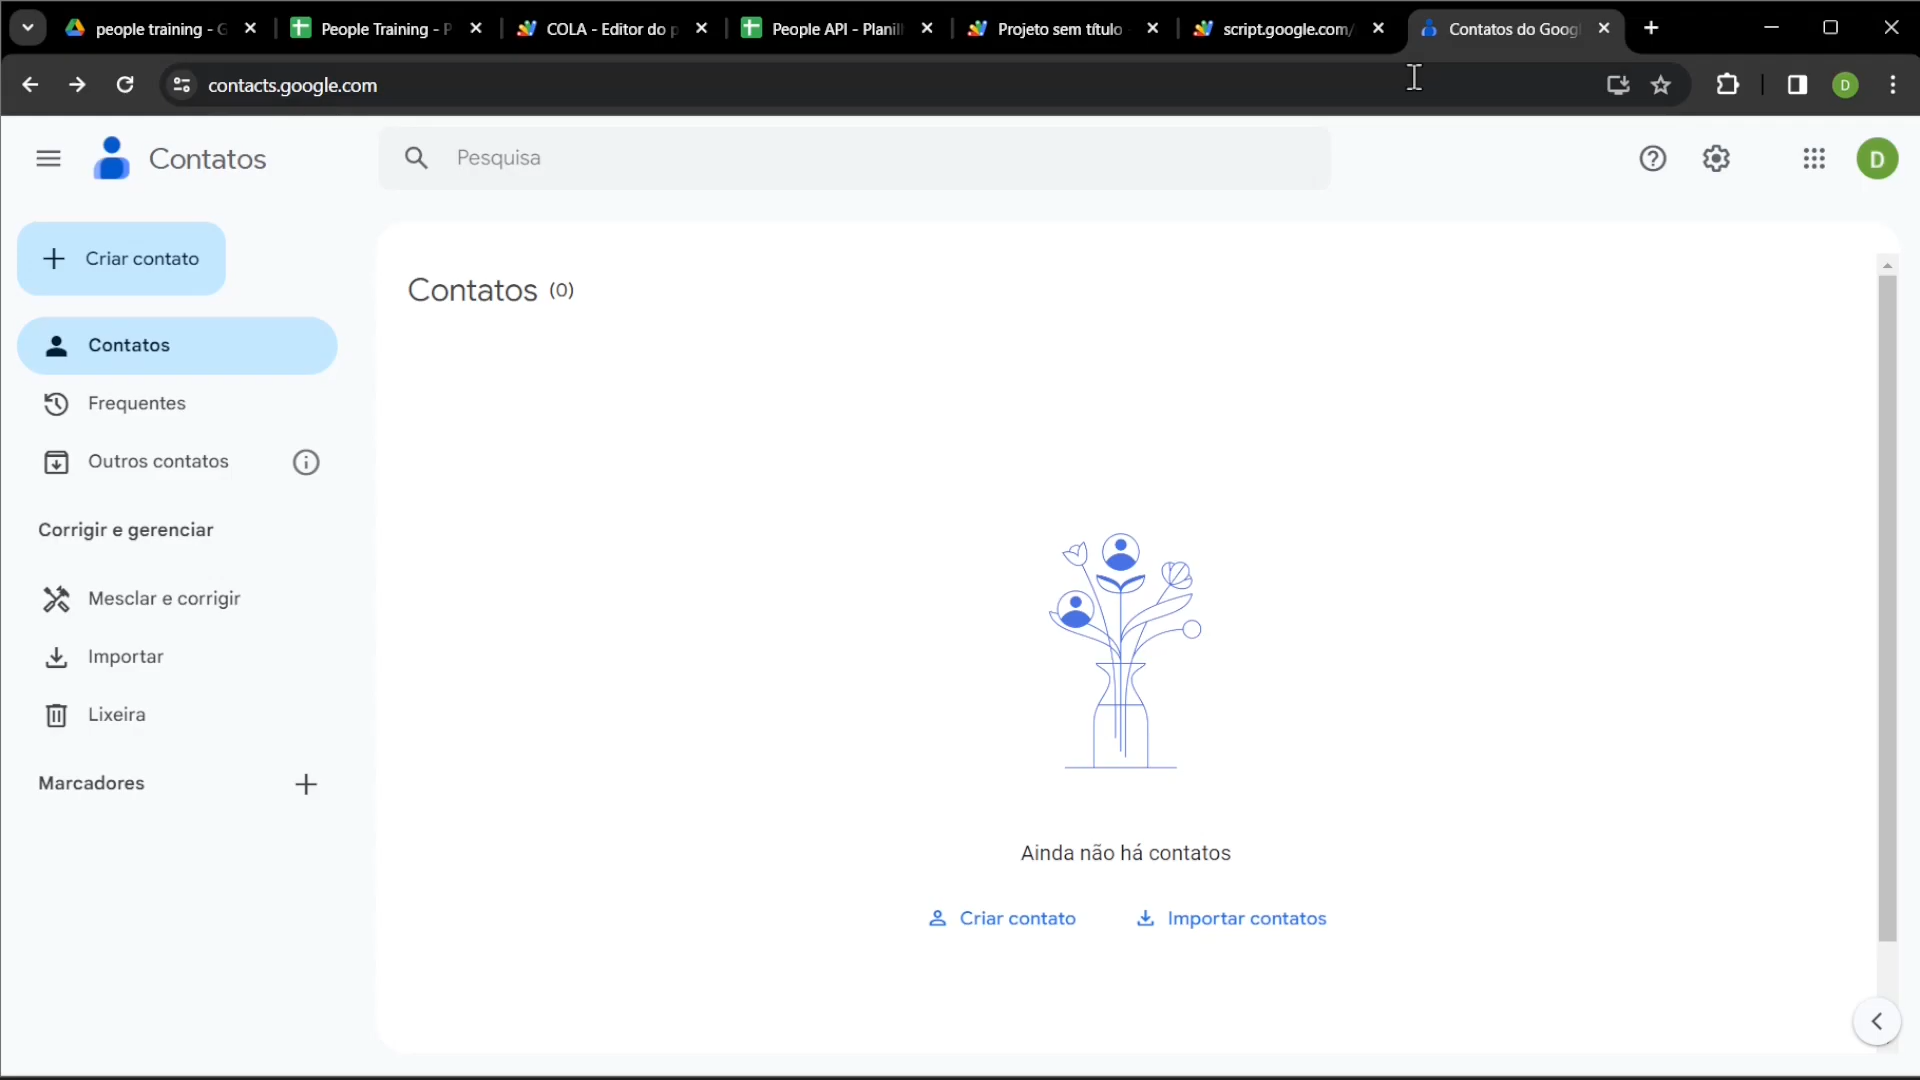 people training - G
People Training - P
COLA - Editor do p
People API - Planil
Projeto sem título
script.google.com/
Contatos do Googl
contacts.google.com
D
Contatos
Pesquisa
D
Criar contato
Contatos (0)
Contatos
Frequentes
Outros contatos
Corrigir e gerenciar
Mesclar e corrigir
Importar
Lixeira
Marcadores
Ainda não há contatos
Criar contato
Importar contatos